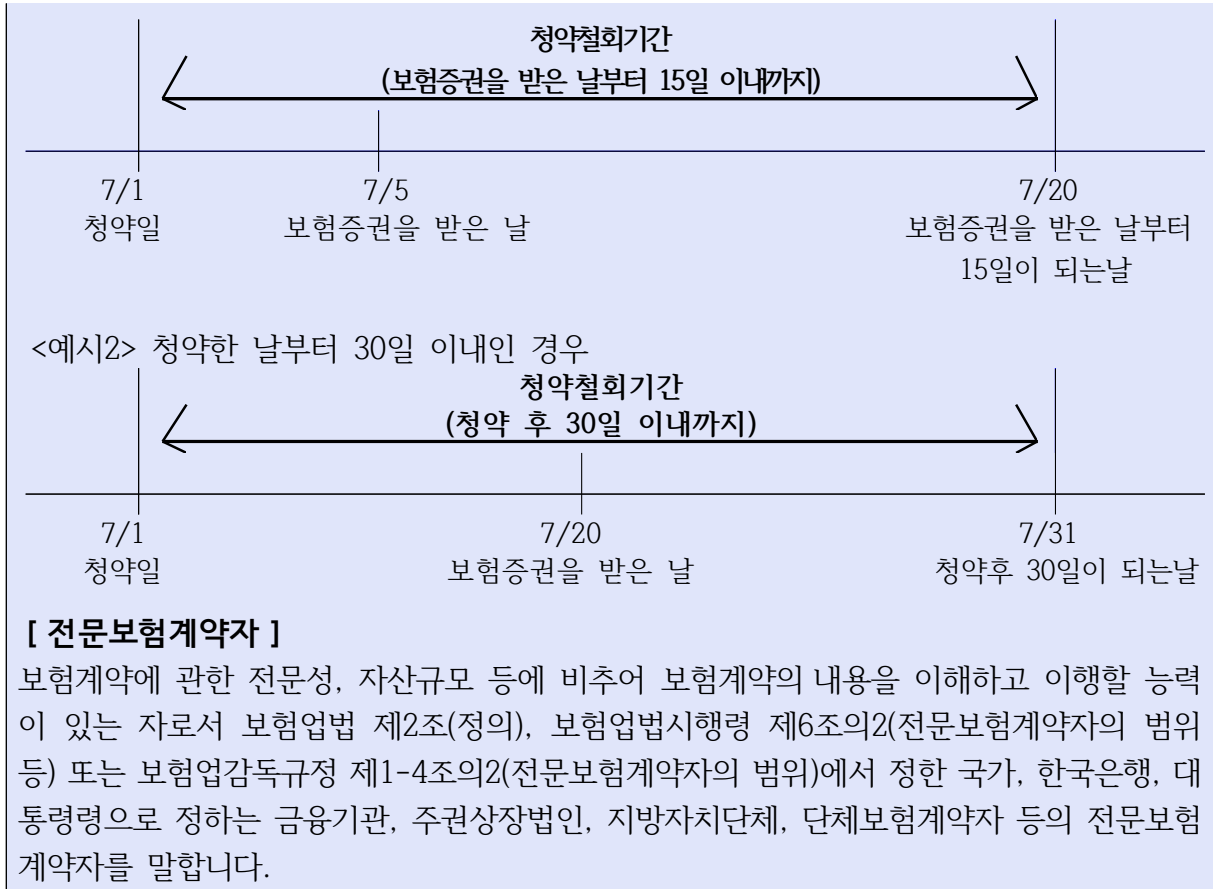 청약철회기간
(보험증권을 받은 날부터 15일 이내까지)
7/1 7/5 7/20
청약일 보험증권을 받은 날 보험증권을 받은 날부터
15일이 되는날
<예시2> 청약한 날부터 30일 이내인 경우
청약철회기간
(청약 후 30일 이내까지)
7/1 7/20 7/31
청약일 보험증권을 받은 날 청약후 30일이 되는날
[ 전문보험계약자 ]
보험계약에 관한 전문성, 자산규모 등에 비추어 보험계약의 내용을 이해하고 이행할 능력
이 있는 자로서 보험업법 제2조(정의), 보험업법시행령 제6조의2(전문보험계약자의 범위
등) 또는 보험업감독규정 제1-4조의2(전문보험계약자의 범위)에서 정한 국가, 한국은행, 대
통령령으로 정하는 금융기관, 주권상장법인, 지방자치단체, 단체보험계약자 등의 전문보험
계약자를 말합니다.